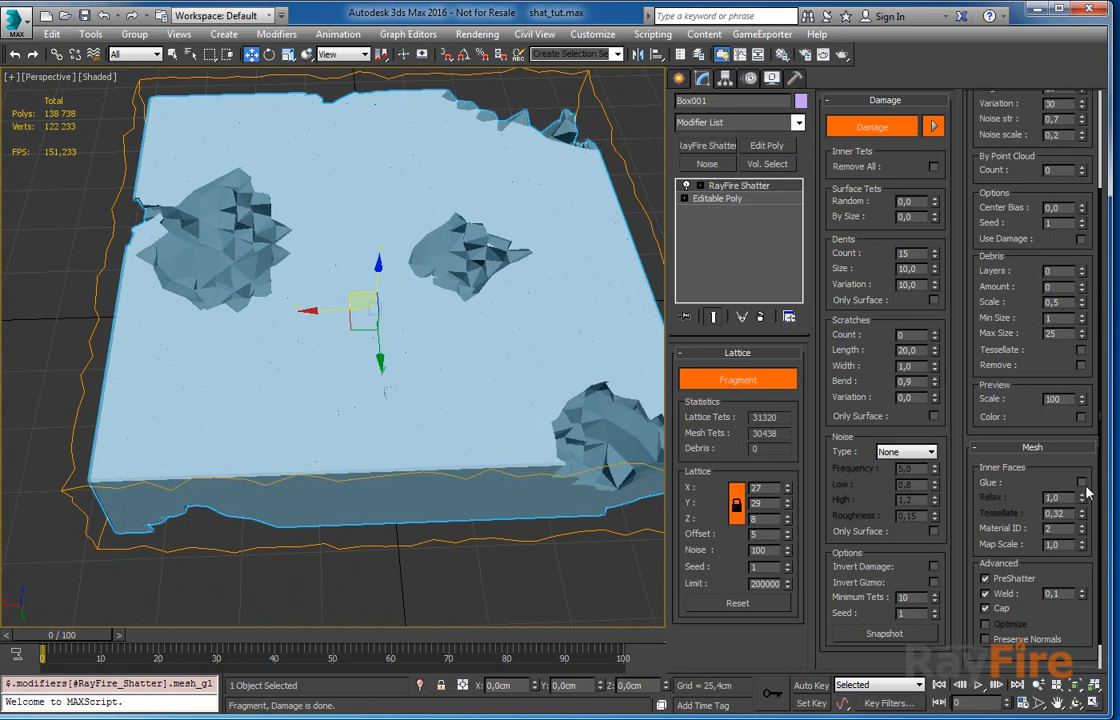 MAX
Workspace: Default
Autodesk 3ds Max 2016 - Not for Resale shat_tut.max
Type a keyword or phrase
Sign In
Edit Tools Group Views Create Modifiers Animation Graph Editors Rendering Civil View Customize Scripting Content GameExporter Help
All
View
Create Selection Se
[+] [Perspective] [Shaded]
Total
Polys: 138 738
Verts: 122 233
FPS: 151,233
Box001
Modifier List
RayFire Shatter
Edit Poly
Noise
Vol. Select
RayFire Shatter
Editable Poly
Lattice
Fragment
Statistics
Lattice Tets : 31320
Mesh Tets : 30438
Debris : 0
Lattice
X : 27
Y : 29
Z : 8
Offset : 5
Noise : 100
Seed : 1
Limit : 200000
Reset
Damage
Damage
Inner Tets
Remove All :
Surface Tets
Random : 0,0
By Size : 0,0
Dents
Count : 15
Size : 10,0
Variation : 10,0
Only Surface :
Scratches
Count : 0
Length : 20,0
Width : 1,0
Bend : 0,9
Variation : 0,0
Only Surface :
Noise
Type : None
Frequency : 5,0
Low : 0,8
High : 1,2
Roughness : 0,15
Only Surface :
Options
Invert Damage:
Invert Gizmo:
Minimum Tets : 10
Seed : 1
Snapshot
Variation : 30
Noise str : 0,7
Noise scale : 0,2
By Point Cloud
Count : 0
Options
Center Bias : 0,0
Seed : 1
Use Damage :
Debris
Layers : 0
Amount : 0
Scale : 0,5
Min Size : 1
Max Size : 25
Tessellate :
Remove :
Preview
Scale : 100
Color :
Mesh
Inner Faces
Glue :
Relax : 1,0
Tessellate : 0,32
Material ID : 2
Map Scale : 1,0
Advanced
PreShatter
Weld : 0,1
Cap
Optimize
Preserve Normals
RayFire
0 / 100
0 10 20 30 40 50 60 70 80 90 100
$.modifiers[#RayFire_Shatter].mesh_gl
Welcome to MAXScript.
1 Object Selected
Fragment, Damage is done.
X: 0,0cm
Y: 0,0cm
Z: 0,0cm
Grid = 25,4cm
Add Time Tag
Auto Key
Selected
Set Key
Key Filters...
0